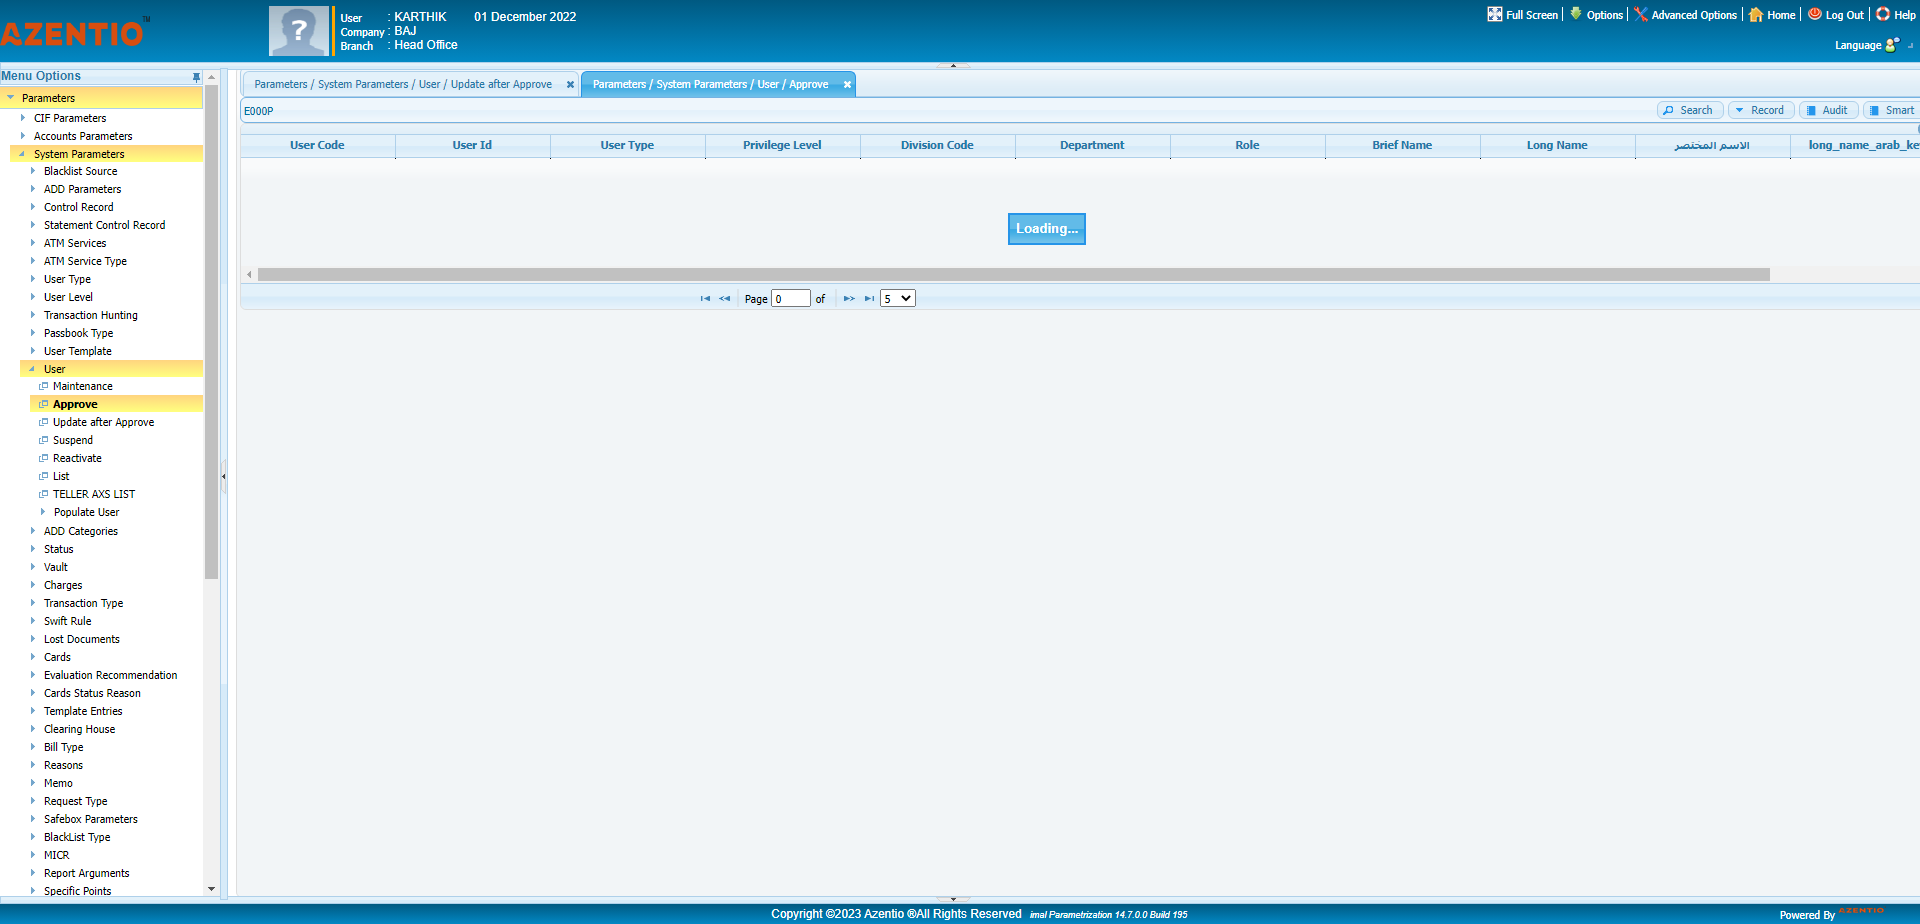 AZENTIO™
User : KARTHIK 01 December 2022
Company : BAJ
Branch : Head Office
Full Screen | Options | Advanced Options | Home | Log Out | Help
Language
Menu Options
Parameters
CIF Parameters
Accounts Parameters
System Parameters
Blacklist Source
ADD Parameters
Control Record
Statement Control Record
ATM Services
ATM Service Type
User Type
User Level
Transaction Hunting
Passbook Type
User Template
User
Maintenance
Approve
Update after Approve
Suspend
Reactivate
List
TELLER AXS LIST
Populate User
ADD Categories
Status
Vault
Charges
Transaction Type
Swift Rule
Lost Documents
Cards
Evaluation Recommendation
Cards Status Reason
Template Entries
Clearing House
Bill Type
Reasons
Memo
Request Type
Safebox Parameters
BlackList Type
MICR
Report Arguments
Specific Points
Parameters / System Parameters / User / Update after Approve
Parameters / System Parameters / User / Approve
E000P
Search Record Audit Smart
User Code User Id User Type Privilege Level Division Code Department Role Brief Name Long Name الاسم المختصر long_name_arab_ke
Loading...
Page 0 of 5
Copyright ©2023 Azentio ®All Rights Reserved imal Parametrization 14.7.0.0 Build 195
Powered By AZENTIO